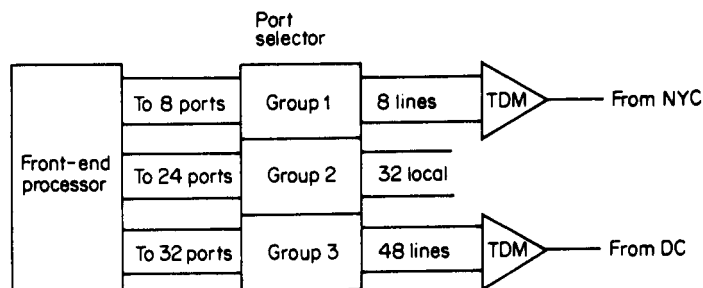 Port
selector
To 8 ports
Group 1
8 lines
TDM
From NYC
Front-end
processor
To 24 ports
Group 2
32 local
To 32 ports
Group 3
48 lines
TDM
From DC